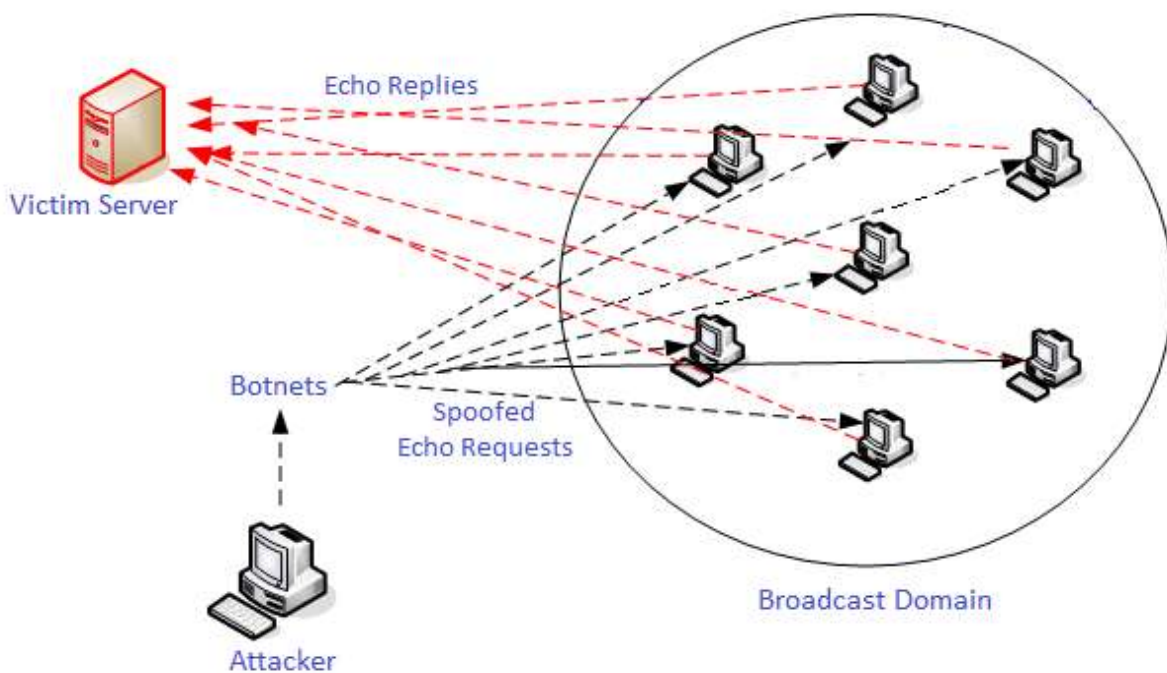 Echo Replies
Victim Server
Botnets
Spoofed
Echo Requests
Broadcast Domain
Attacker